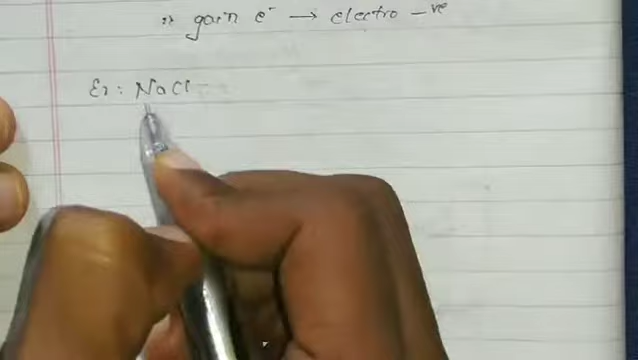 " gain e⁻ → electro -ve
Ex: NaCl -